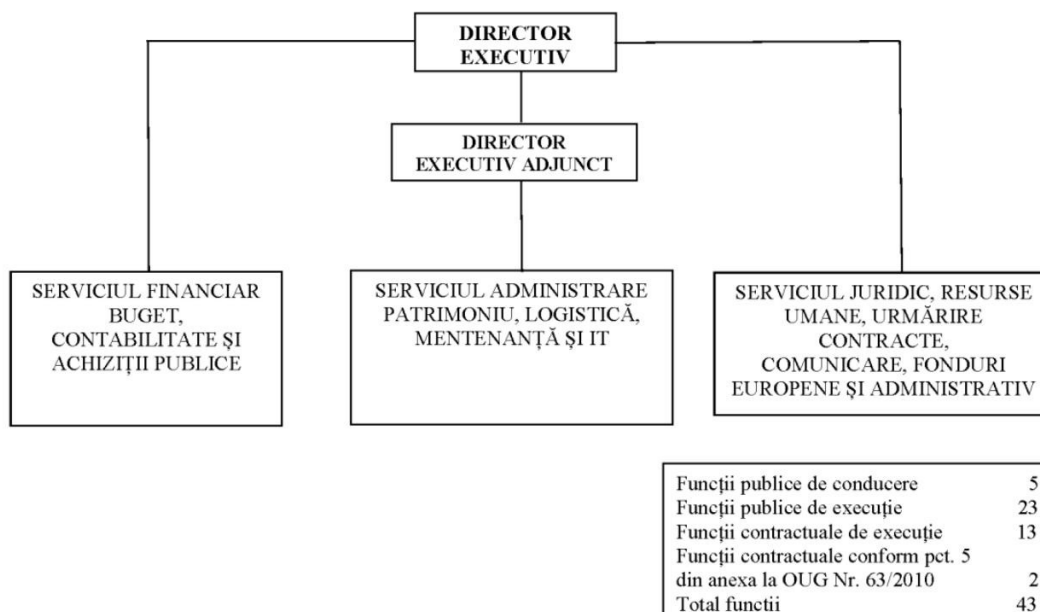 DIRECTOR
EXECUTIV
DIRECTOR
EXECUTIV ADJUNCT
SERVICIUL FINANCIAR
BUGET,
CONTABILITATE ȘI
ACHIZIȚII PUBLICE
SERVICIUL ADMINISTRARE
PATRIMONIU, LOGISTICĂ,
MENTENANȚĂ ȘI IT
SERVICIUL JURIDIC, RESURSE
UMANE, URMĂRIRE
CONTRACTE,
COMUNICARE, FONDURI
EUROPENE ȘI ADMINISTRATIV
Funcții publice de conducere 5
Funcții publice de execuție 23
Funcții contractuale de execuție 13
Funcții contractuale conform pct. 5
din anexa la OUG Nr. 63/2010 2
Total functii 43